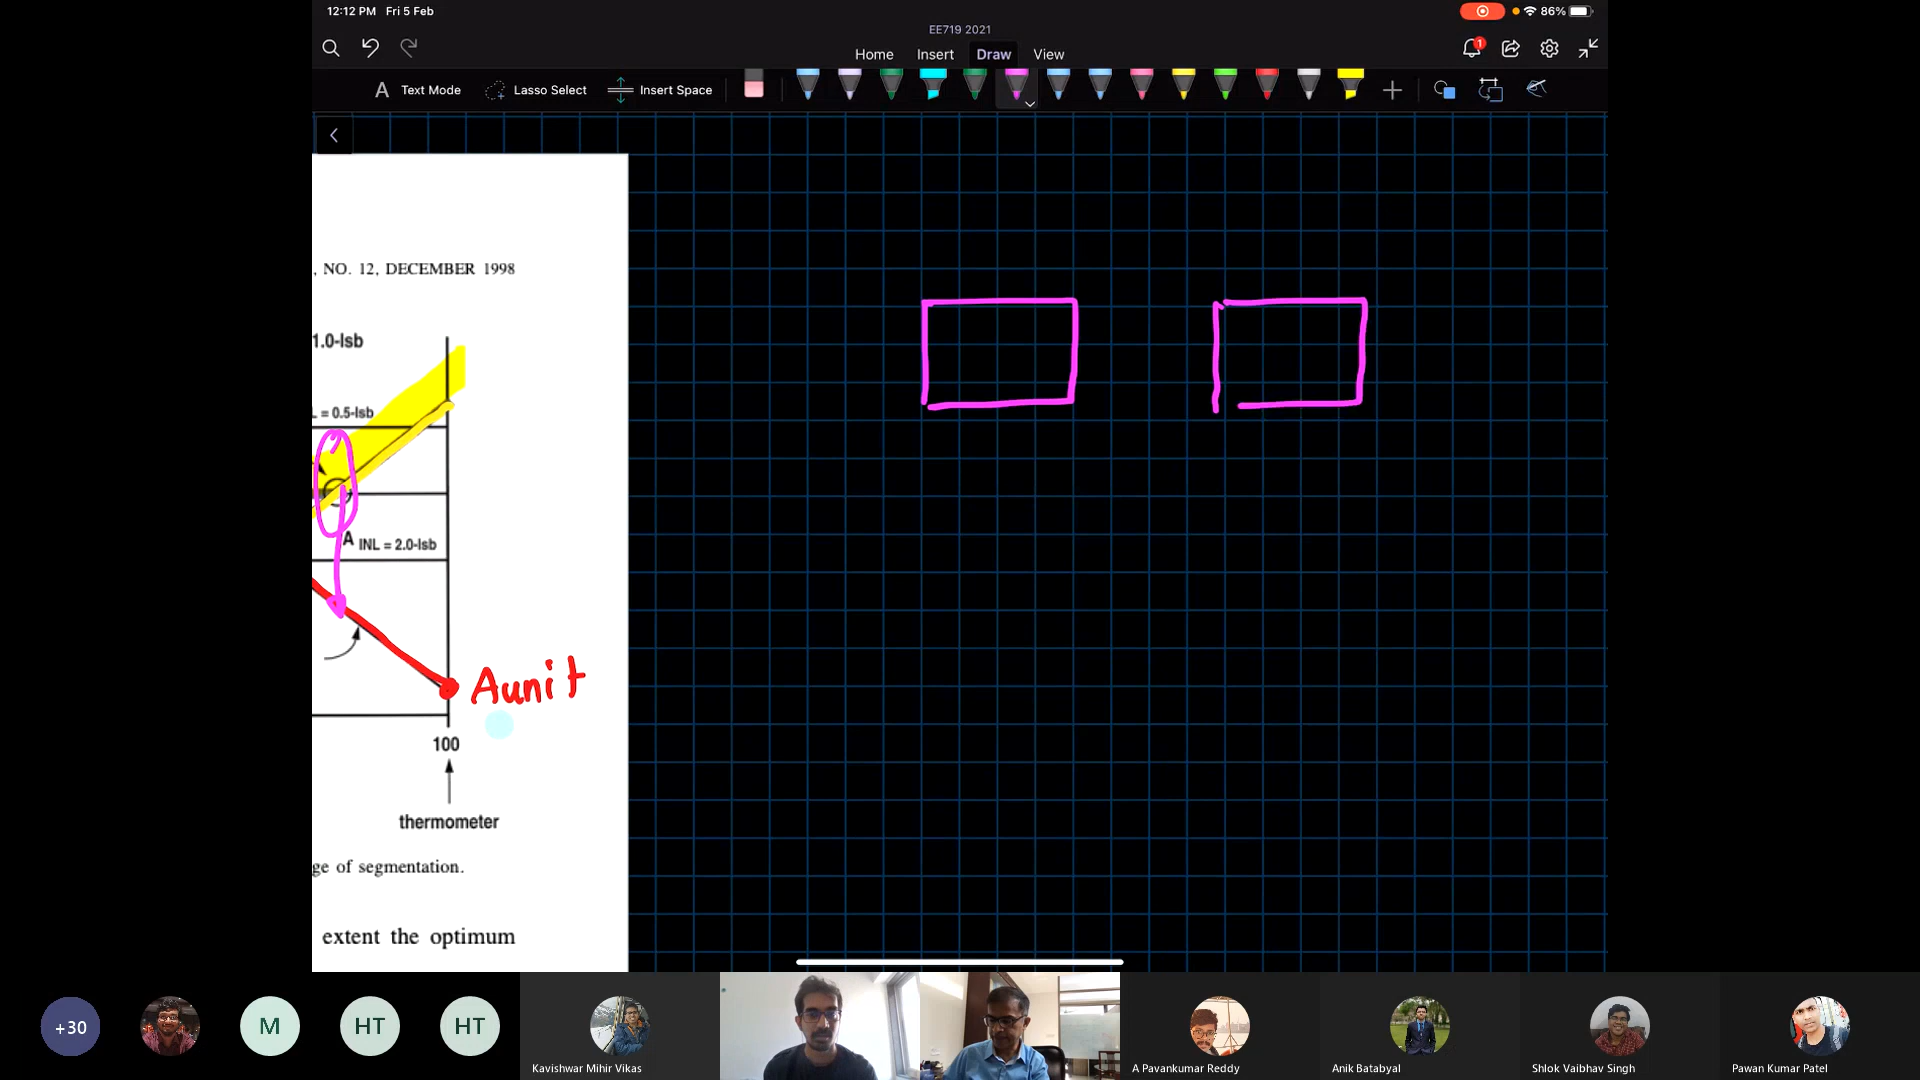 12:12 PM Fri 5 Feb
86%
EE719 2021
Home Insert Draw View
1
A Text Mode Lasso Select Insert Space
, NO. 12, DECEMBER 1998
1.0-lsb
L = 0.5-lsb
A INL = 2.0-lsb
Aunit
100
thermometer
ge of segmentation.
extent the optimum
+30
M
HT
HT
Kavishwar Mihir Vikas
A Pavankumar Reddy
Anik Batabyal
Shlok Vaibhav Singh
Pawan Kumar Patel